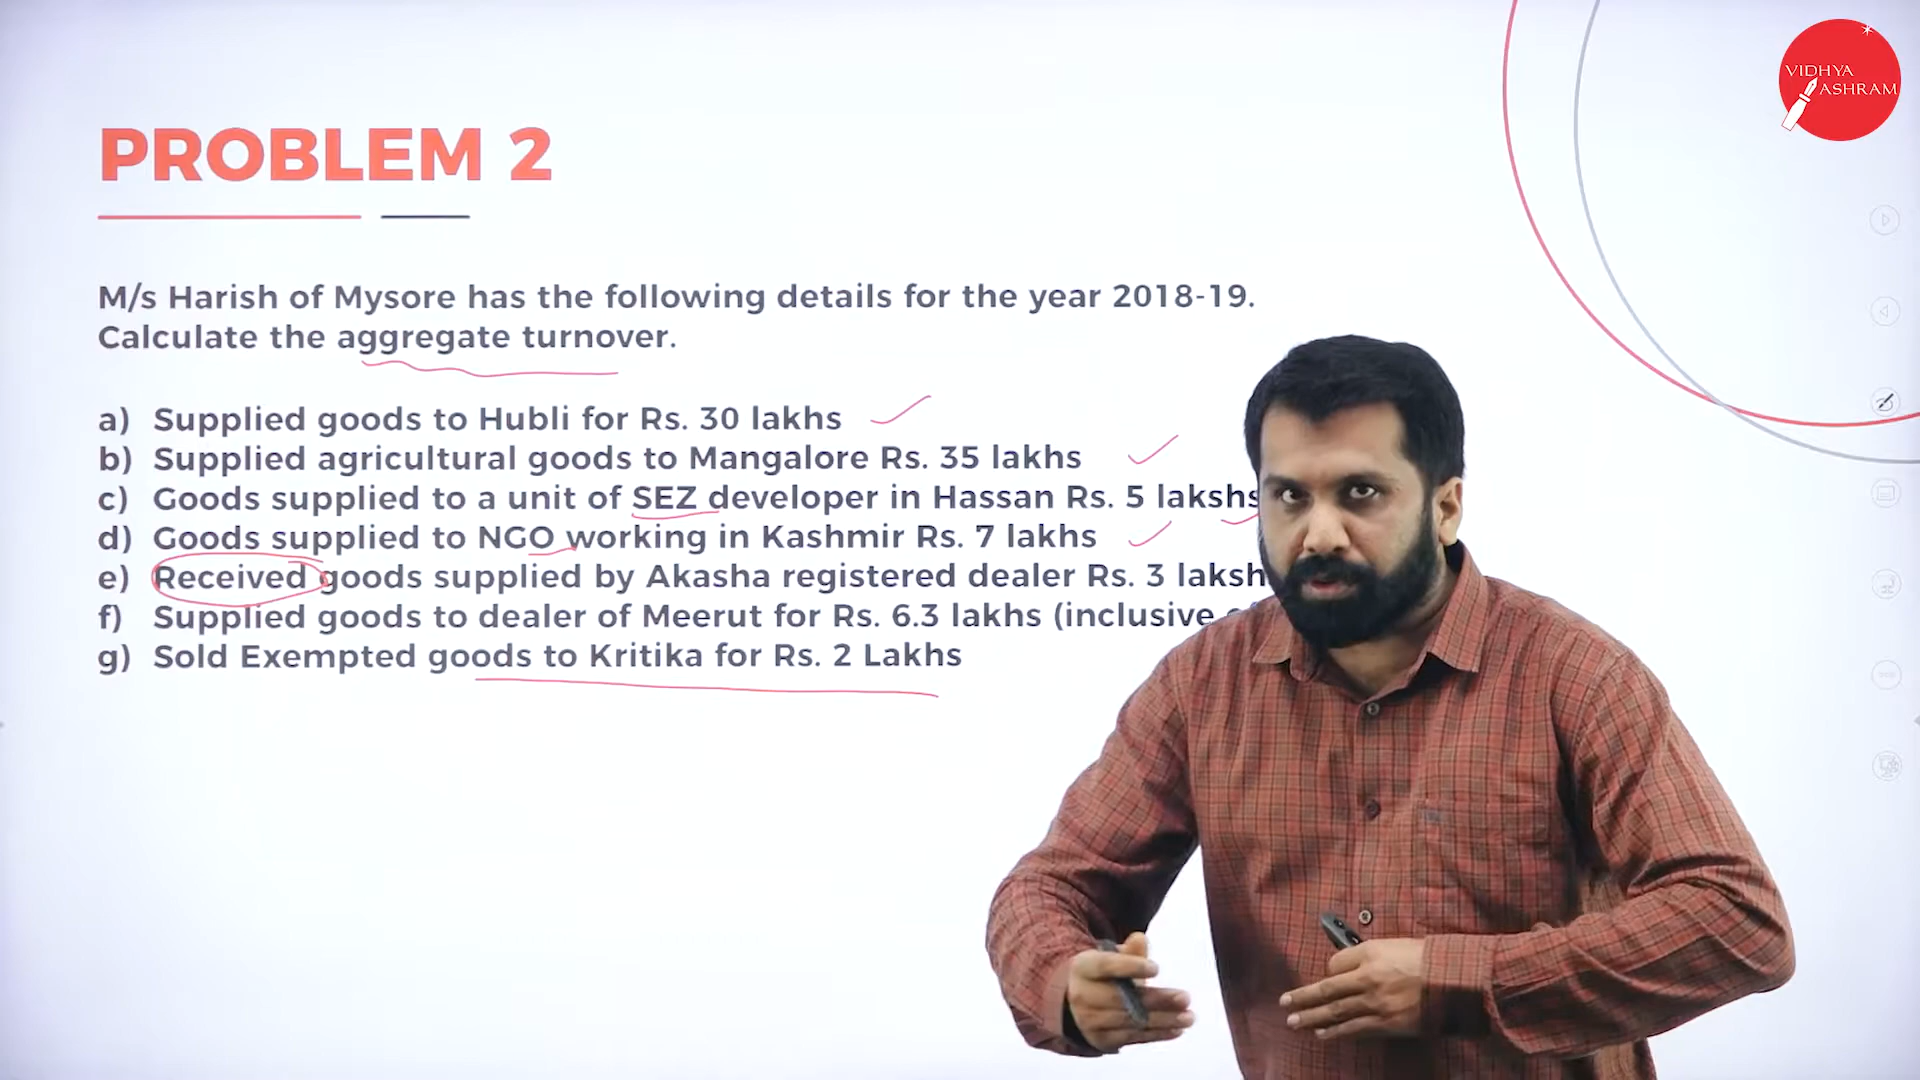 VIDHYA
ASHRAM
PROBLEM 2
M/s Harish of Mysore has the following details for the year 2018-19.
Calculate the aggregate turnover.
a) Supplied goods to Hubli for Rs. 30 lakhs
b) Supplied agricultural goods to Mangalore Rs. 35 lakhs
c) Goods supplied to a unit of SEZ developer in Hassan Rs. 5 lakshs
d) Goods supplied to NGO working in Kashmir Rs. 7 lakhs
e) Received goods supplied by Akasha registered dealer Rs. 3 laksh
f) Supplied goods to dealer of Meerut for Rs. 6.3 lakhs (inclusive
g) Sold Exempted goods to Kritika for Rs. 2 Lakhs